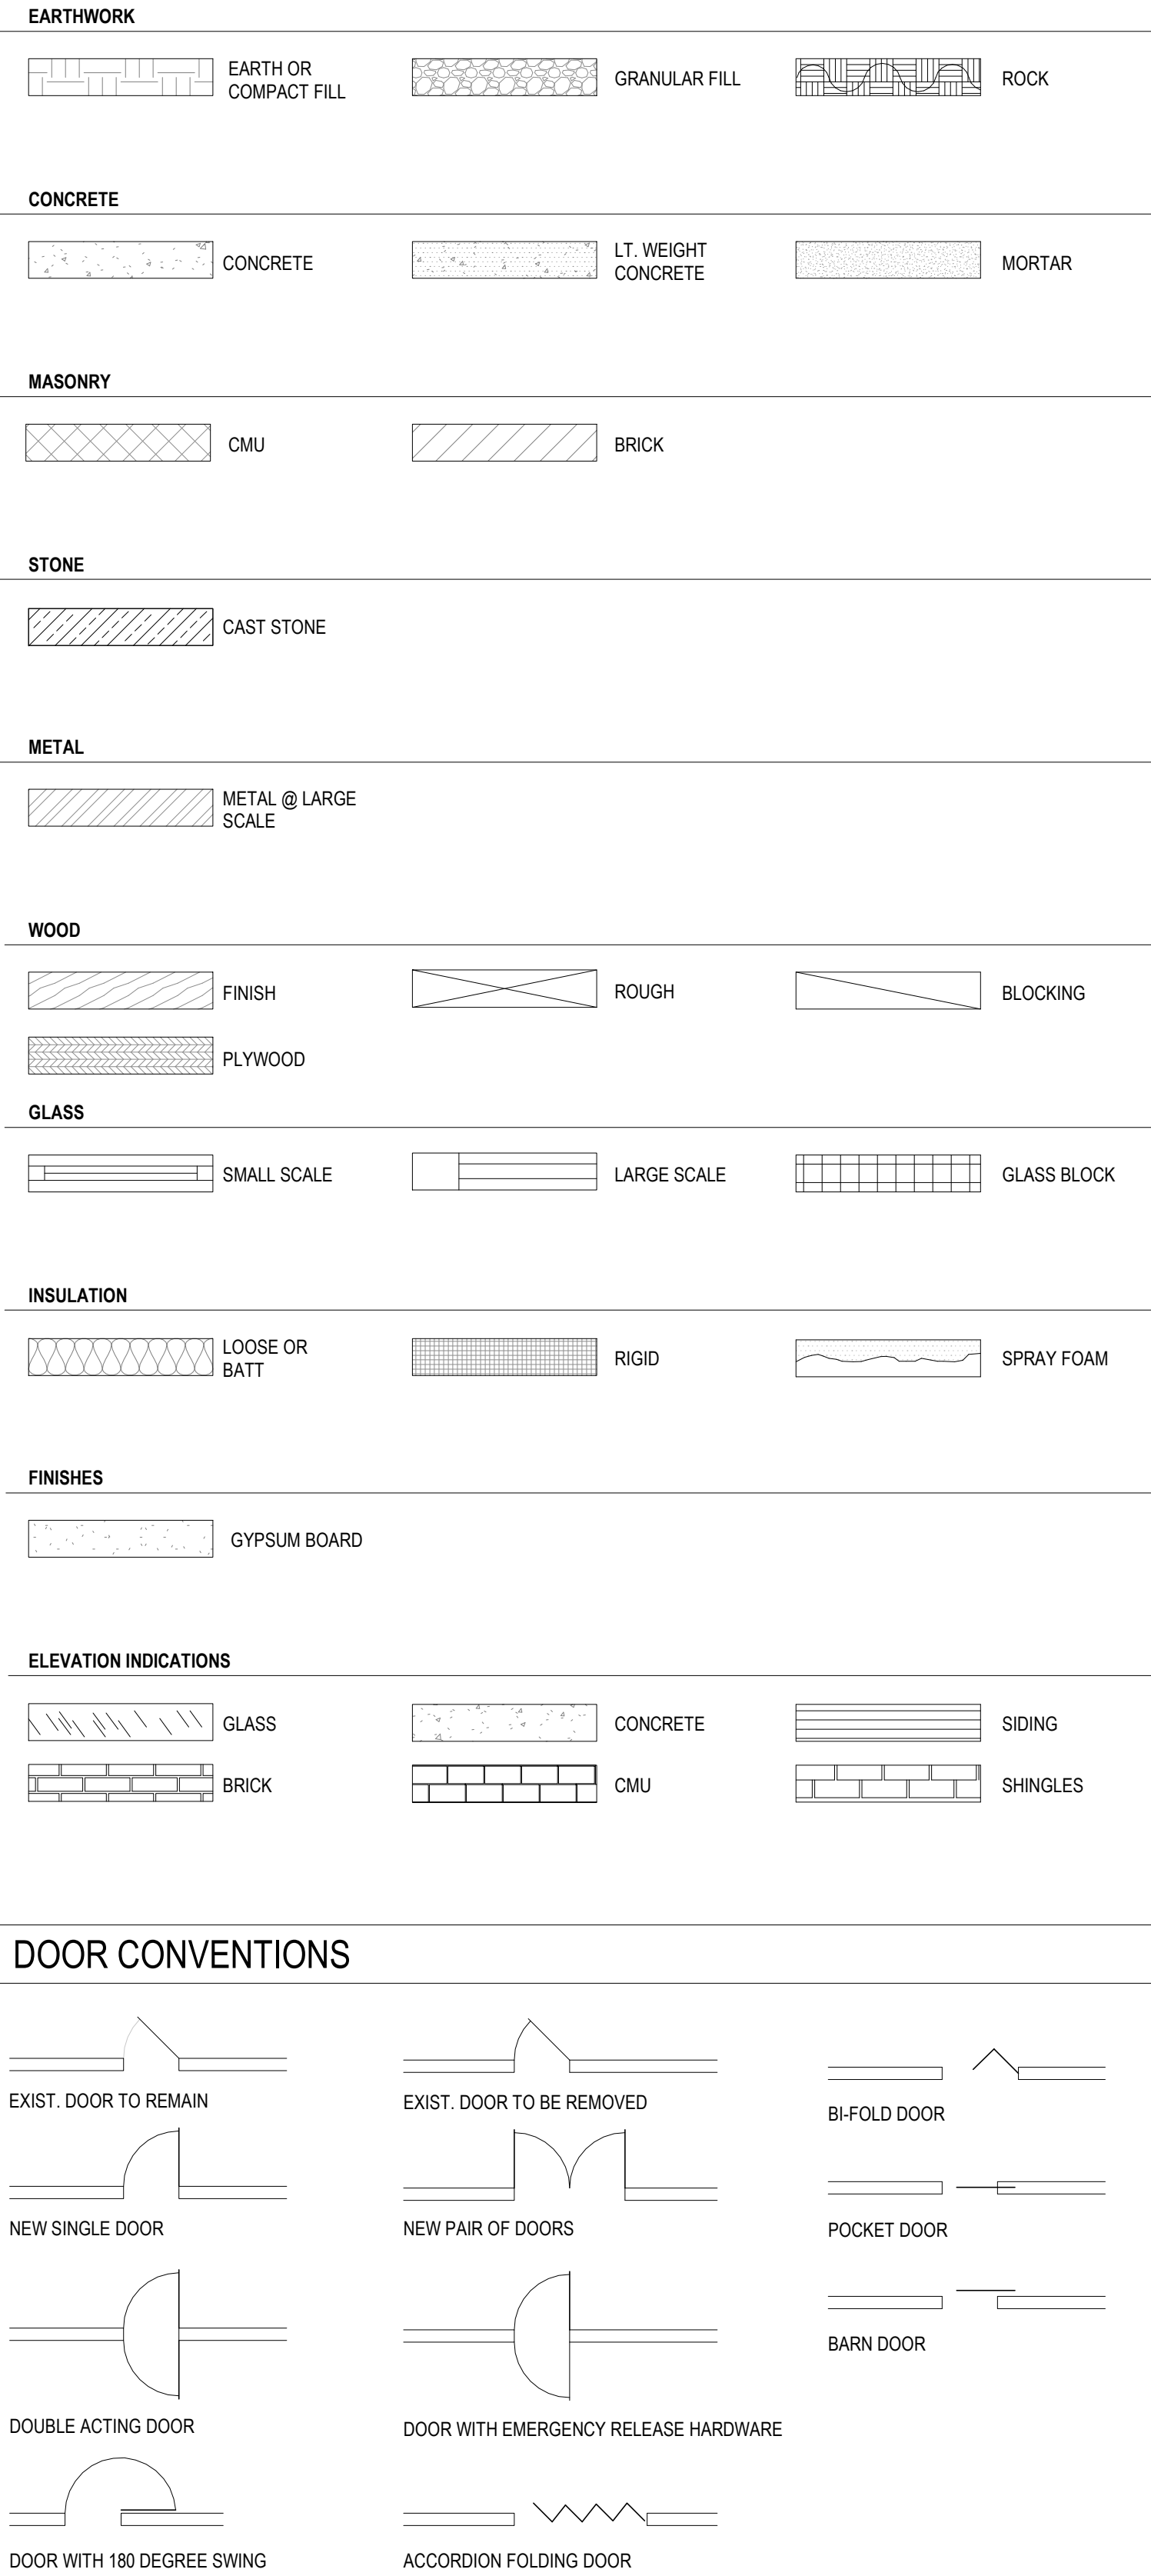 EARTHWORK
EARTH OR
COMPACT FILL
GRANULAR FILL
ROCK
CONCRETE
CONCRETE
LT. WEIGHT
CONCRETE
MORTAR
MASONRY
CMU
BRICK
STONE
CAST STONE
METAL
METAL @ LARGE
SCALE
WOOD
FINISH
ROUGH
BLOCKING
PLYWOOD
GLASS
SMALL SCALE
LARGE SCALE
GLASS BLOCK
INSULATION
LOOSE OR
BATT
RIGID
SPRAY FOAM
FINISHES
GYPSUM BOARD
ELEVATION INDICATIONS
GLASS
CONCRETE
SIDING
BRICK
CMU
SHINGLES
DOOR CONVENTIONS
EXIST. DOOR TO REMAIN
EXIST. DOOR TO BE REMOVED
BI-FOLD DOOR
NEW SINGLE DOOR
NEW PAIR OF DOORS
POCKET DOOR
BARN DOOR
DOUBLE ACTING DOOR
DOOR WITH EMERGENCY RELEASE HARDWARE
DOOR WITH 180 DEGREE SWING
ACCORDION FOLDING DOOR